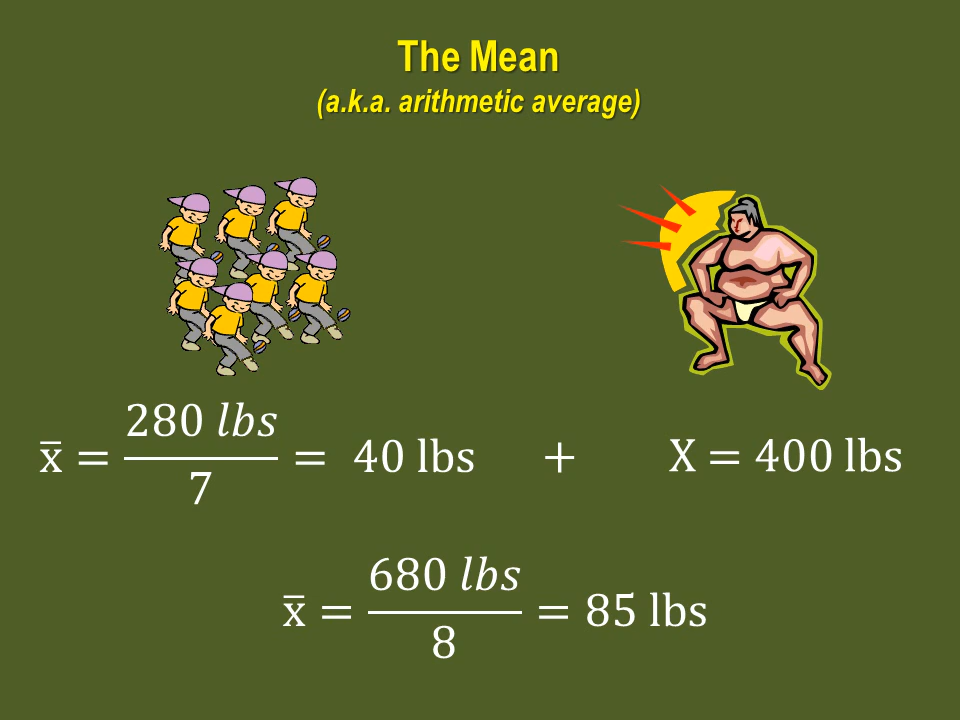 The Mean
(a.k.a. arithmetic average)
x̅ = 280 lbs / 7 = 40 lbs + X = 400 lbs
x̅ = 680 lbs / 8 = 85 lbs